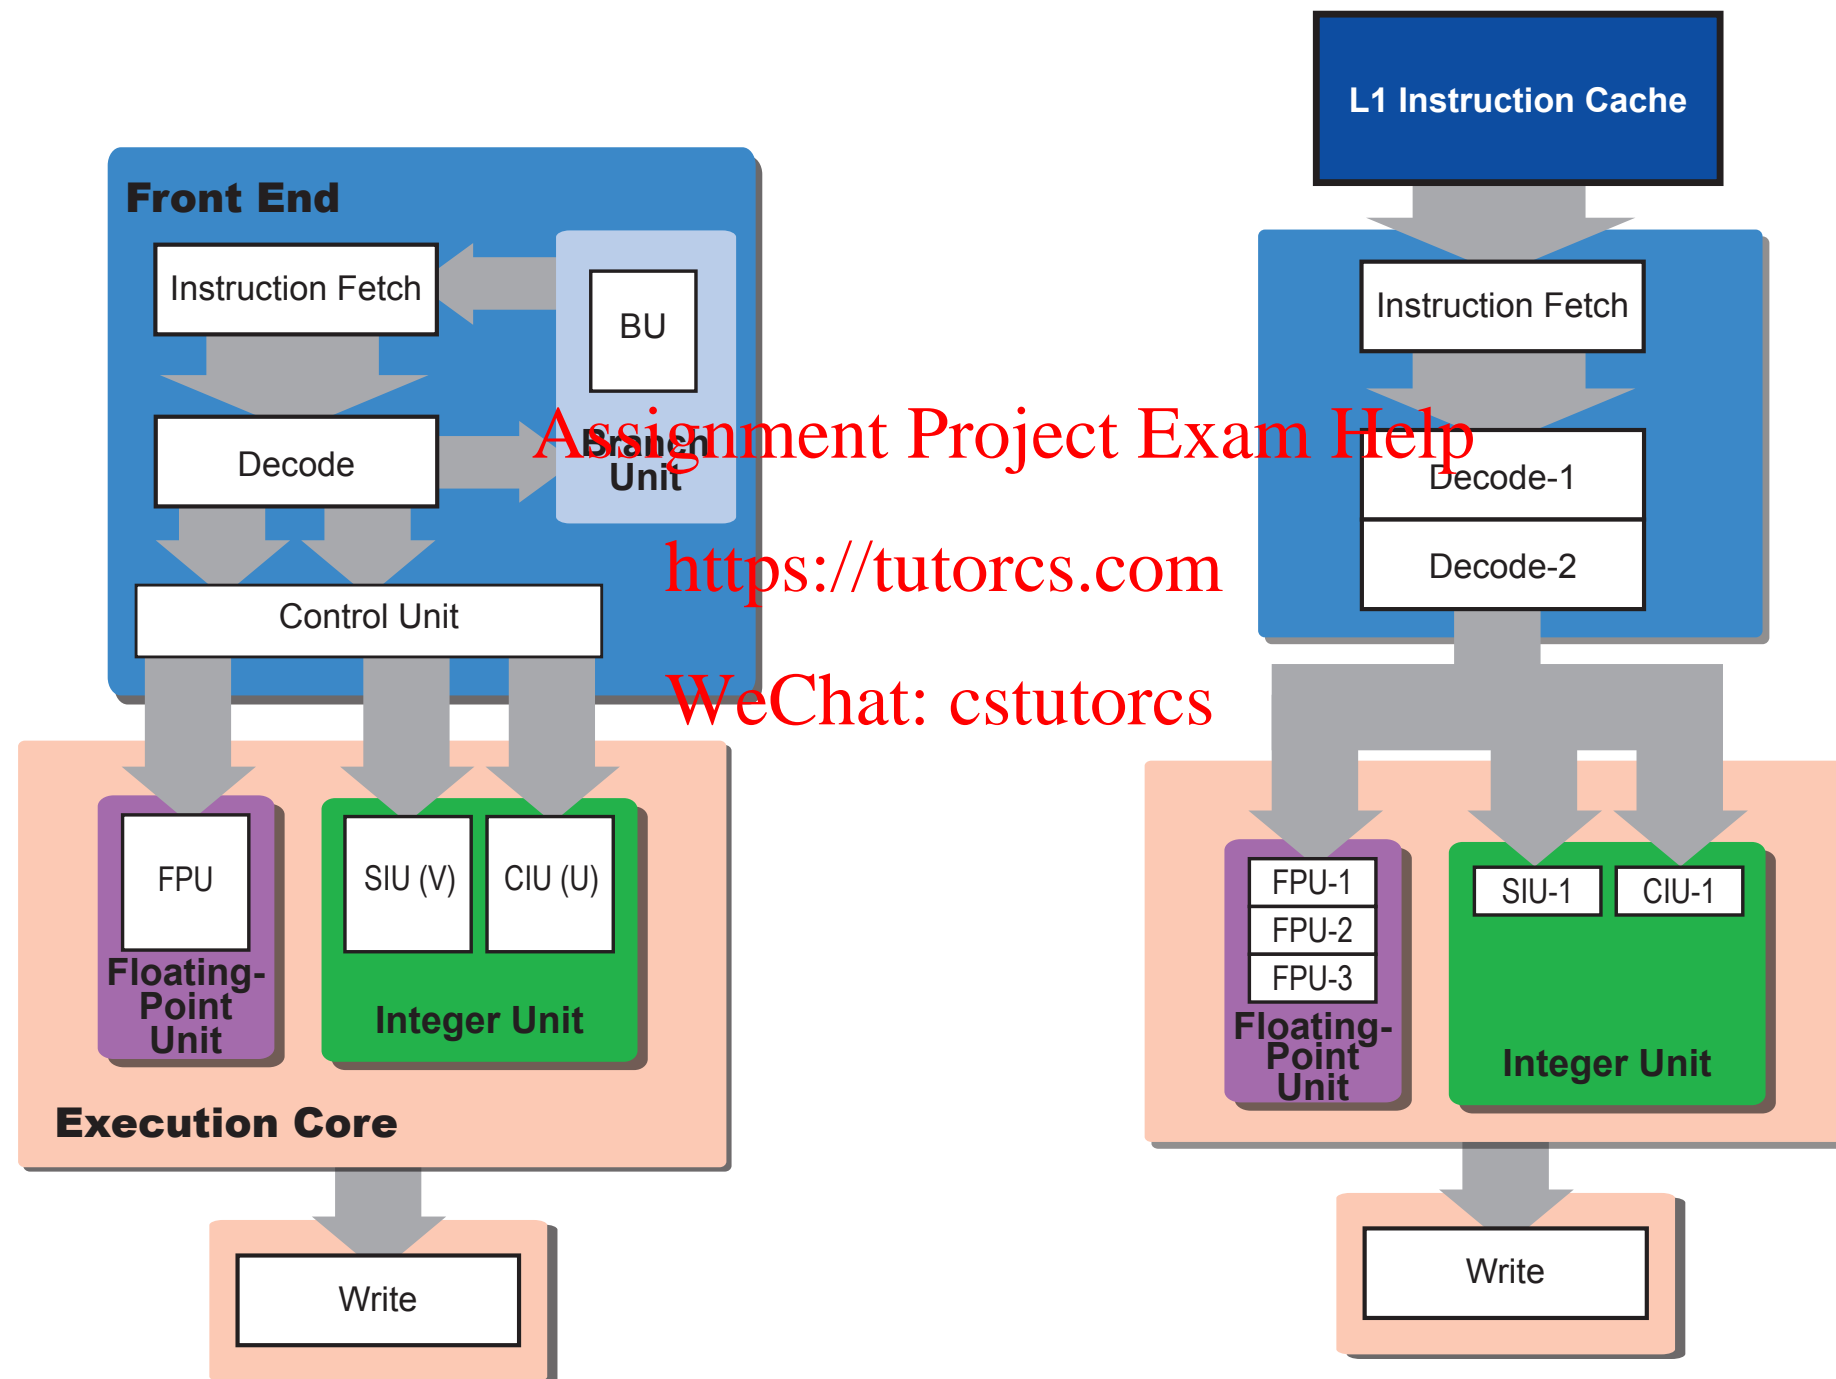 Front End
Instruction Fetch
BU
Branch
Unit
Decode
Control Unit
FPU
Floating-
Point
Unit
SIU (V)
CIU (U)
Integer Unit
Execution Core
Write
Assignment Project Exam Help
https://tutorcs.com
WeChat: cstutorcs
L1 Instruction Cache
Instruction Fetch
Decode-1
Decode-2
FPU-1
FPU-2
FPU-3
Floating-
Point
Unit
SIU-1
CIU-1
Integer Unit
Write